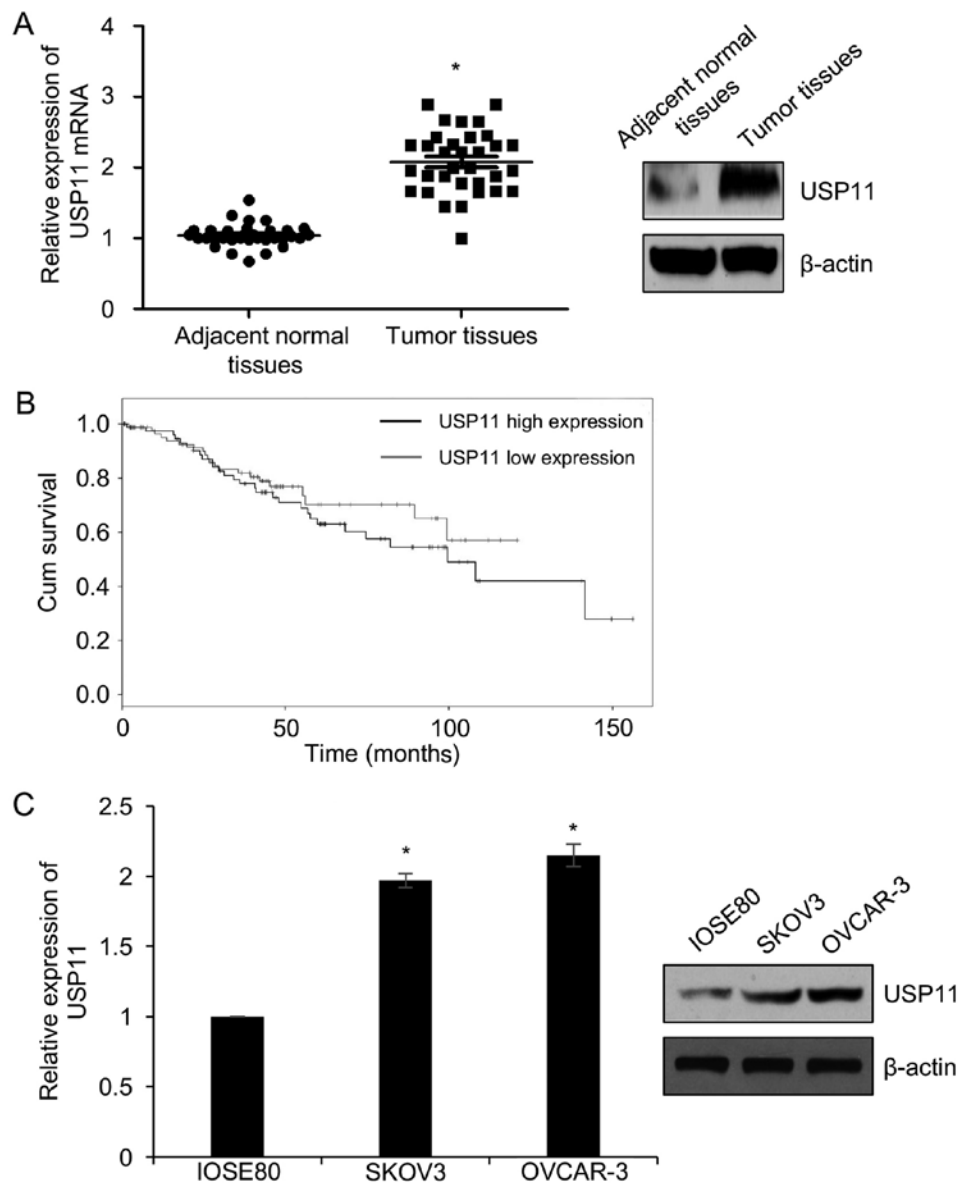 A
Relative expression of
USP11 mRNA
4
3
2
1
0
*
Adjacent normal
tissues
Tumor tissues
Adjacent normal
tissues
Tumor tissues
USP11
β-actin
B
Cum survival
1.0
0.8
0.6
0.4
0.2
0.0
USP11 high expression
USP11 low expression
0 50 100 150
Time (months)
C
Relative expression of
USP11
2.5
2
1.5
1
0.5
0
*
*
IOSE80 SKOV3 OVCAR-3
IOSE80 SKOV3 OVCAR-3
USP11
β-actin